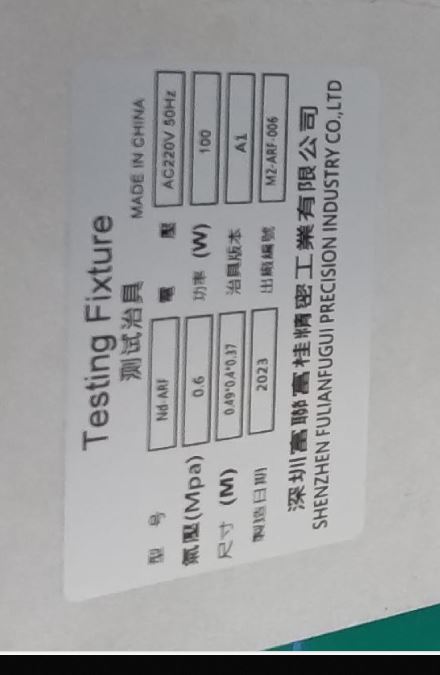 Testing Fixture
测试治具 MADE IN CHINA
型 号 Nd-ARF 電 壓 AC220V 50Hz
氣壓(Mpa) 0.6 功率 (W) 100
尺寸 (M) 0.49*0.4*0.37 治具版本 A1
製造日期 2023 出廠編號 M2-ARF-006
深圳富聯富桂精密工業有限公司
SHENZHEN FULIANFUGUI PRECISION INDUSTRY CO.,LTD